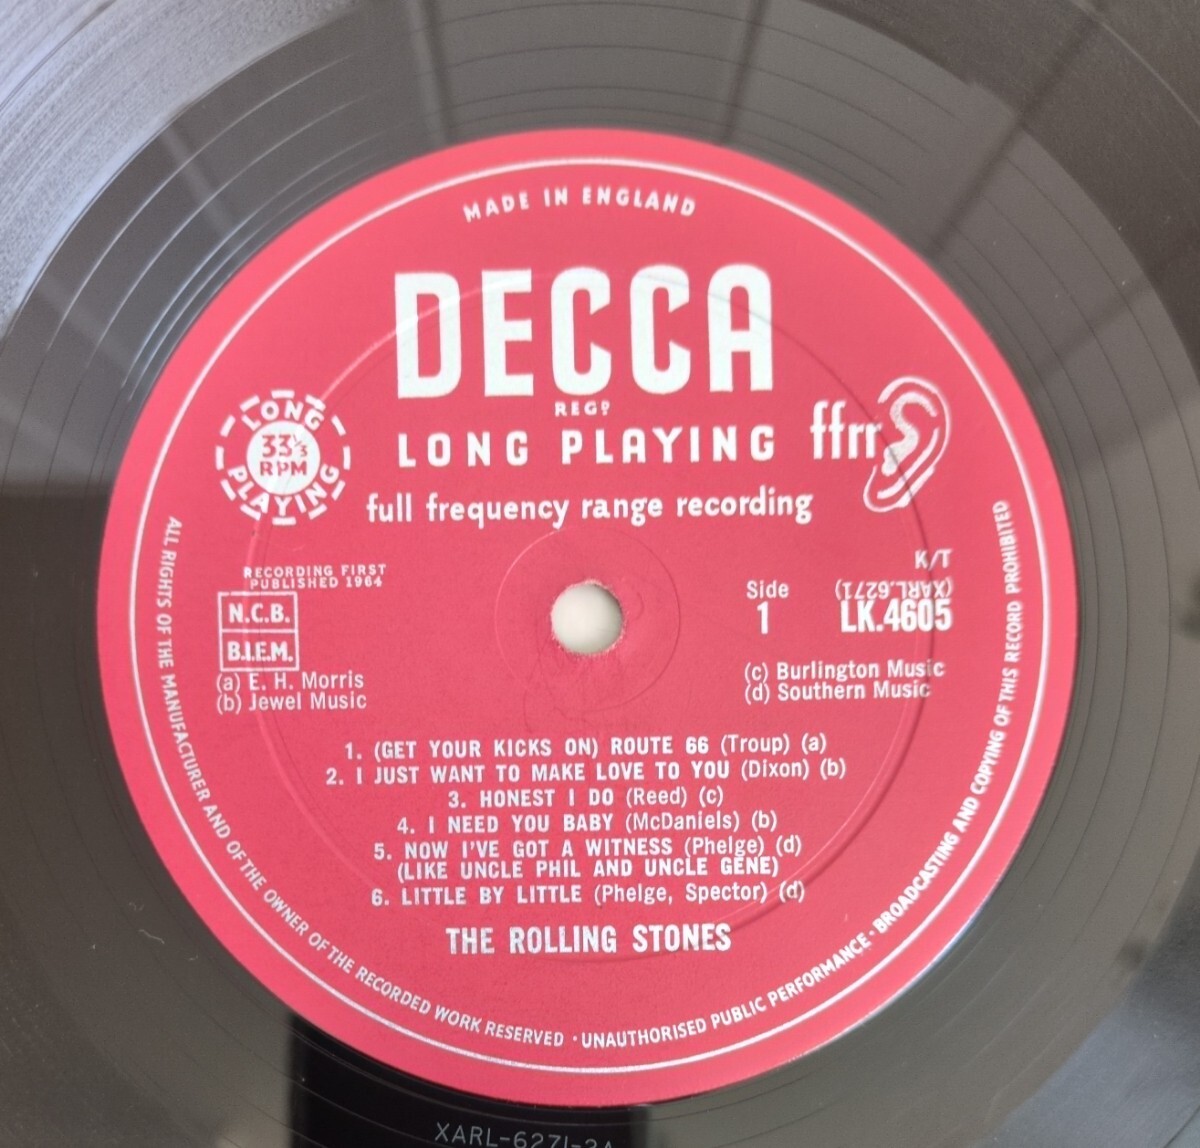 MADE IN ENGLAND
DECCA
REGD
LONG PLAYING
ffrr
full frequency range recording
LONG
33⅓
RPM
PLAYING
RECORDING FIRST
PUBLISHED 1964
N.C.B.
B.I.E.M.
(a) E. H. Morris
(b) Jewel Music
K/T
Side
1
(XARL.6271)
LK.4605
(c) Burlington Music
(d) Southern Music
1. (GET YOUR KICKS ON) ROUTE 66 (Troup) (a)
2. I JUST WANT TO MAKE LOVE TO YOU (Dixon) (b)
3. HONEST I DO (Reed) (c)
4. I NEED YOU BABY (McDaniels) (b)
5. NOW I'VE GOT A WITNESS (Phelge) (d)
(LIKE UNCLE PHIL AND UNCLE GENE)
6. LITTLE BY LITTLE (Phelge, Spector) (d)
THE ROLLING STONES
ALL RIGHTS OF THE MANUFACTURER AND OF THE OWNER OF THE RECORDED WORK RESERVED · UNAUTHORISED PUBLIC PERFORMANCE · BROADCASTING AND COPYING OF THIS RECORD PROHIBITED
XARL-6271-2A